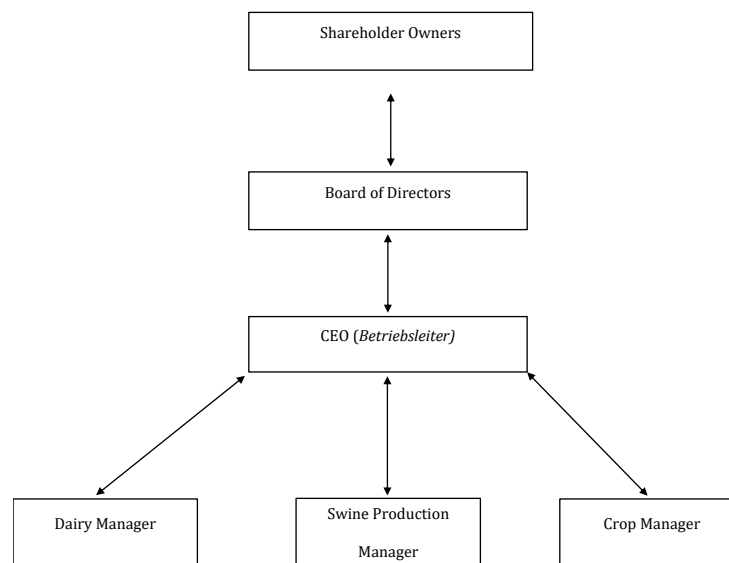 Shareholder Owners
Board of Directors
CEO (Betriebsleiter)
Dairy Manager
Swine Production
Manager
Crop Manager